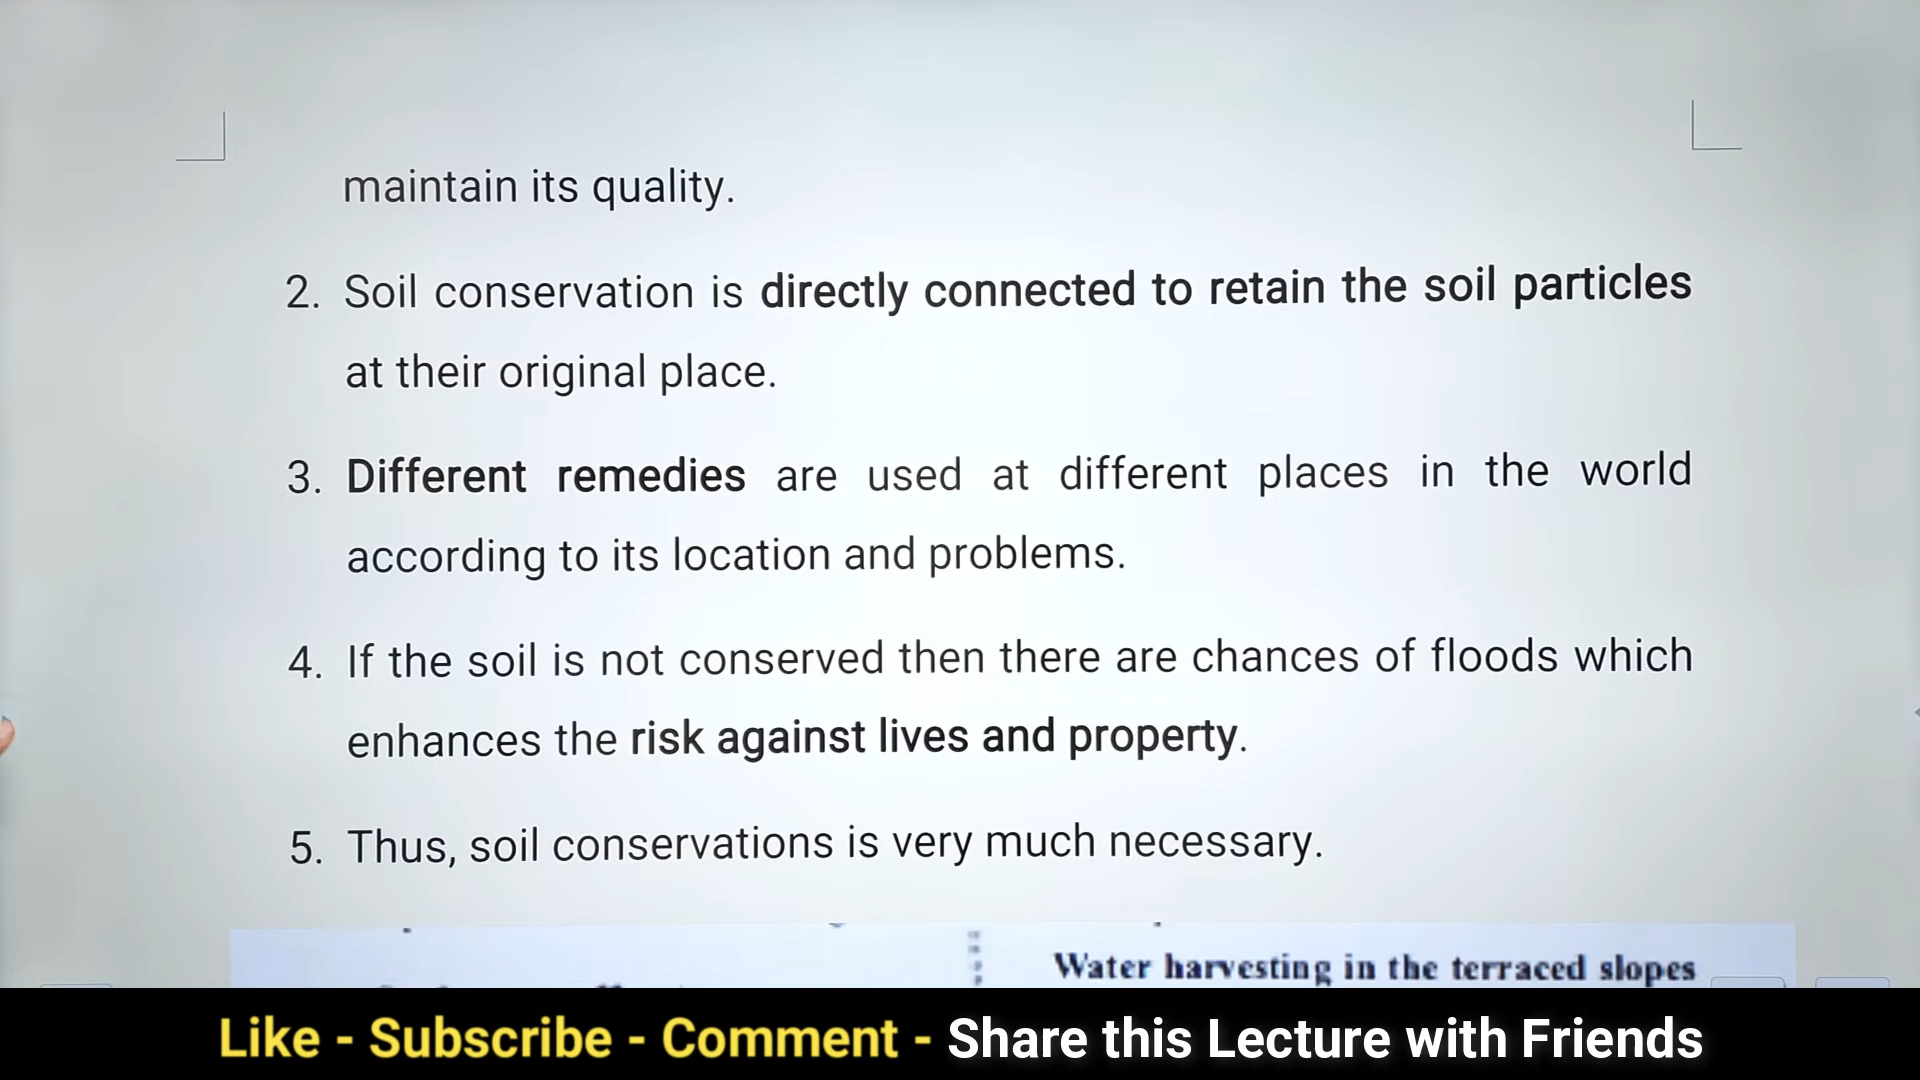 maintain its quality.
2. Soil conservation is directly connected to retain the soil particles
at their original place.
3. Different remedies are used at different places in the world
according to its location and problems.
4. If the soil is not conserved then there are chances of floods which
enhances the risk against lives and property.
5. Thus, soil conservations is very much necessary.
Water harvesting in the terraced slopes
Like - Subscribe - Comment - Share this Lecture with Friends